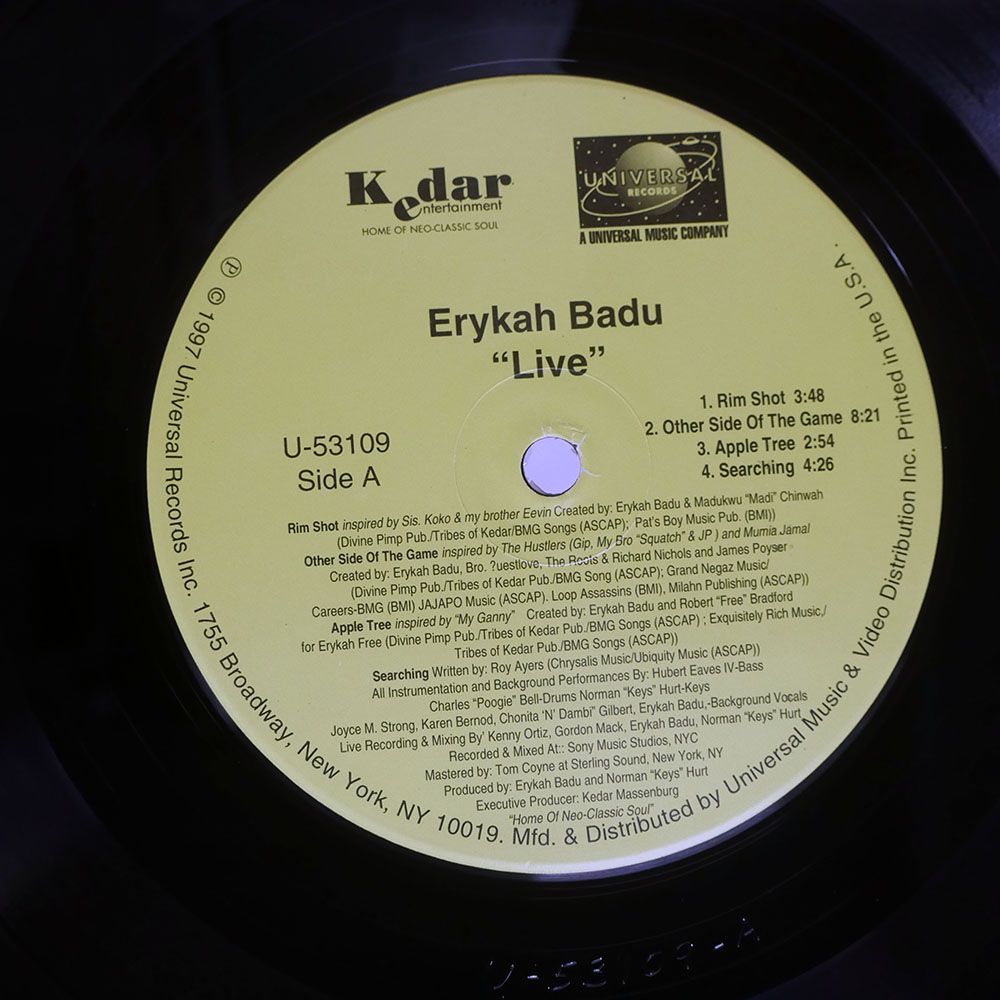 Kedar
entertainment
HOME OF NEO-CLASSIC SOUL
UNIVERSAL
RECORDS
A UNIVERSAL MUSIC COMPANY
Erykah Badu
“Live”
1. Rim Shot 3:48
2. Other Side Of The Game 8:21
3. Apple Tree 2:54
4. Searching 4:26
U-53109
Side A
Rim Shot inspired by Sis. Koko & my brother Eevin Created by: Erykah Badu & Madukwu “Madi” Chinwah
(Divine Pimp Pub./Tribes of Kedar/BMG Songs (ASCAP); Pat's Boy Music Pub. (BMI))
Other Side Of The Game inspired by The Hustlers (Gip, My Bro “Squatch” & JP ) and Mumia Jamal
Created by: Erykah Badu, Bro. ?uestlove, The Roots & Richard Nichols and James Poyser
(Divine Pimp Pub./Tribes of Kedar Pub./BMG Song (ASCAP); Grand Negaz Music/
Careers-BMG (BMI) JAJAPO Music (ASCAP). Loop Assassins (BMI), Milahn Publishing (ASCAP))
Apple Tree inspired by “My Ganny” Created by: Erykah Badu and Robert “Free” Bradford
for Erykah Free (Divine Pimp Pub./Tribes of Kedar Pub./BMG Songs (ASCAP) ; Exquisitely Rich Music,/
Tribes of Kedar Pub./BMG Songs (ASCAP))
Searching Written by: Roy Ayers (Chrysalis Music/Ubiquity Music (ASCAP))
All Instrumentation and Background Performances By: Hubert Eaves IV-Bass
Charles “Poogie” Bell-Drums Norman “Keys” Hurt-Keys
Joyce M. Strong, Karen Bernod, Chonita 'N' Dambi” Gilbert, Erykah Badu,-Background Vocals
Live Recording & Mixing By' Kenny Ortiz, Gordon Mack, Erykah Badu, Norman “Keys” Hurt
Recorded & Mixed At:: Sony Music Studios, NYC
Mastered by: Tom Coyne at Sterling Sound, New York, NY
Produced by: Erykah Badu and Norman “Keys” Hurt
Executive Producer: Kedar Massenburg
“Home Of Neo-Classic Soul”
℗ © 1997 Universal Records Inc. 1755 Broadway, New York, NY 10019. Mfd. & Distributed by Universal Music & Video Distribution Inc. Printed in the U.S.A.
U-53109-A